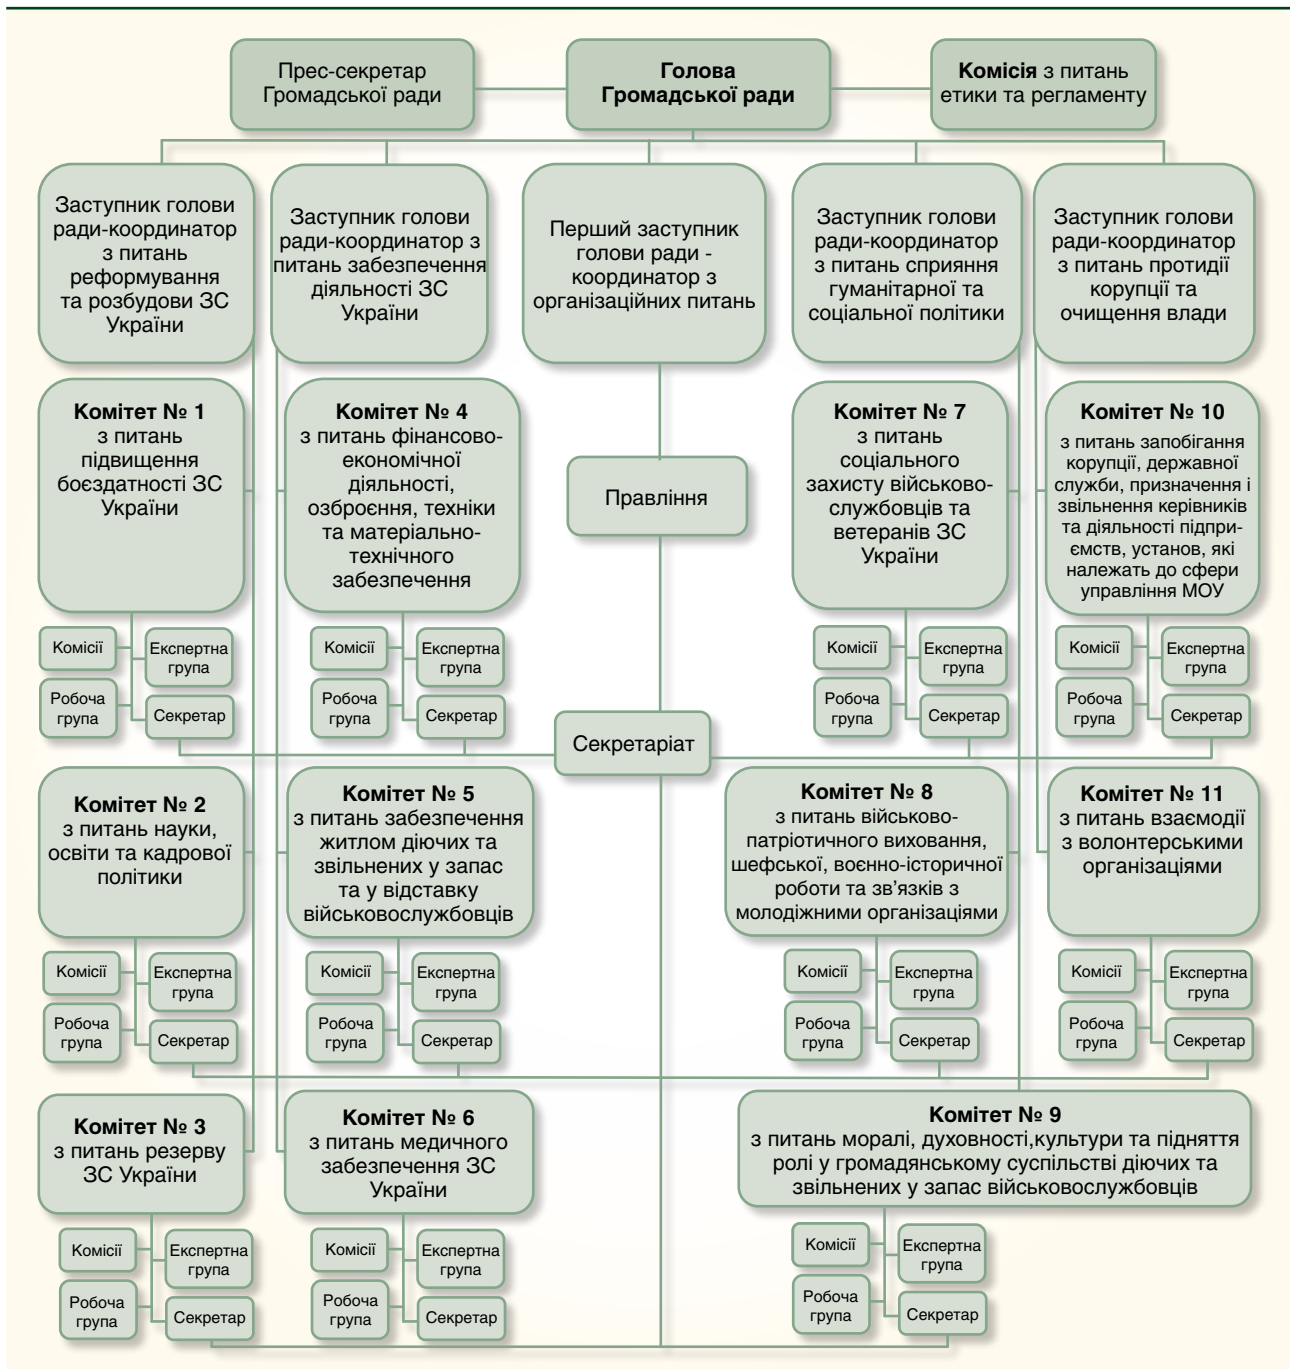 Прес-секретар
Громадської ради
Голова
Громадської ради
Комісія з питань
етики та регламенту
Заступник голови
ради-координатор
з питань
реформування
та розбудови ЗС
України
Заступник голови
ради-координатор з
питань забезпечення
діяльності ЗС
України
Перший заступник
голови ради -
координатор з
організаційних питань
Заступник голови
ради-координатор
з питань сприяння
гуманітарної та
соціальної політики
Заступник голови
ради-координатор
з питань протидії
корупції та
очищення влади
Комітет № 1
з питань
підвищення
боєздатності ЗС
України
Комітет № 4
з питань фінансово-
економічної
діяльності,
озброєння, техніки
та матеріально-
технічного
забезпечення
Правління
Комітет № 7
з питань
соціального
захисту військово-
службовців та
ветеранів ЗС
України
Комітет № 10
з питань запобігання
корупції, державної
служби, призначення і
звільнення керівників
та діяльності підпри-
ємств, установ, які
належать до сфери
управління МОУ
Комісії
Експертна
група
Робоча
група
Секретар
Комісії
Експертна
група
Робоча
група
Секретар
Секретаріат
Комісії
Експертна
група
Робоча
група
Секретар
Комісії
Експертна
група
Робоча
група
Секретар
Комітет № 2
з питань науки,
освіти та кадрової
політики
Комітет № 5
з питань забезпечення
житлом діючих та
звільнених у запас
та у відставку
військовослужбовців
Комітет № 8
з питань військово-
патріотичного виховання,
шефської, воєнно-історичної
роботи та зв’язків з
молодіжними організаціями
Комітет № 11
з питань взаємодії
з волонтерськими
організаціями
Комісії
Експертна
група
Робоча
група
Секретар
Комісії
Експертна
група
Робоча
група
Секретар
Комісії
Експертна
група
Робоча
група
Секретар
Комісії
Експертна
група
Робоча
група
Секретар
Комітет № 3
з питань резерву
ЗС України
Комітет № 6
з питань медичного
забезпечення ЗС
України
Комітет № 9
з питань моралі, духовності,культури та підняття
ролі у громадянському суспільстві діючих та
звільнених у запас військовослужбовців
Комісії
Експертна
група
Робоча
група
Секретар
Комісії
Експертна
група
Робоча
група
Секретар
Комісії
Експертна
група
Робоча
група
Секретар